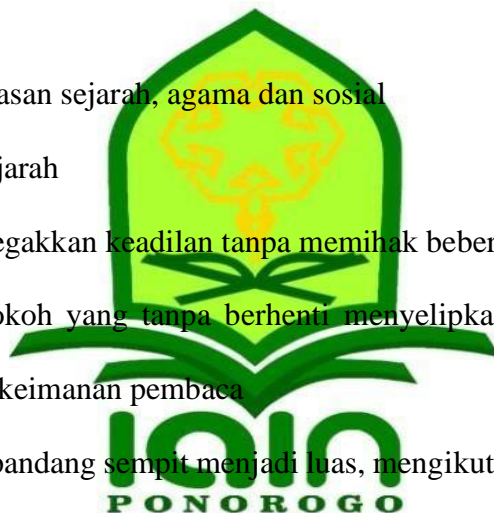 asan sejarah, agama dan sosial
jarah
egakkan keadilan tanpa memihak beber
okoh yang tanpa berhenti menyelipka
keimanan pembaca
IAIN
pandang sempit menjadi luas, mengikut
PONOROGO